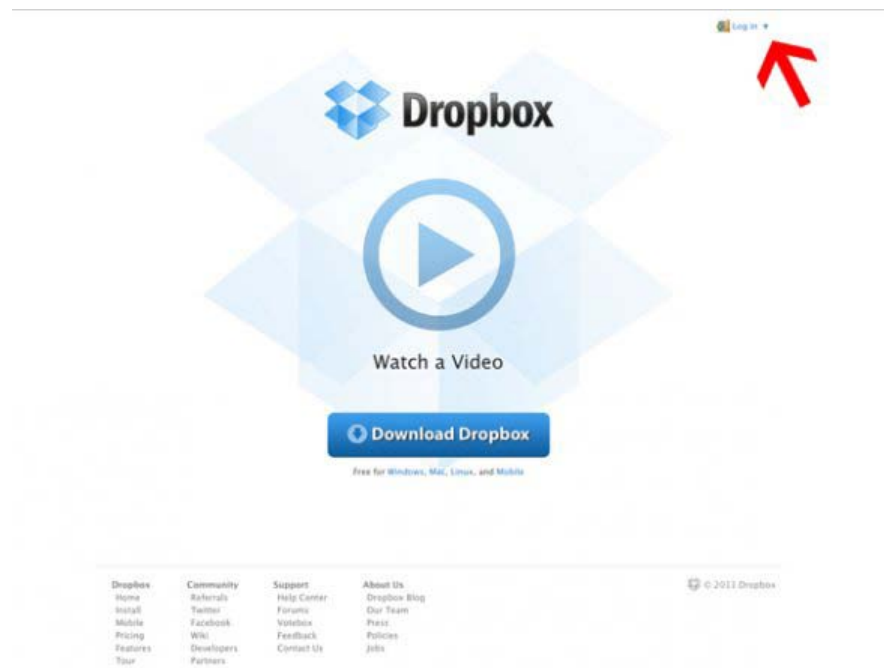 Log in
Dropbox
Watch a Video
Download Dropbox
Free for Windows, Mac, Linux, and Mobile
Dropbox
Home
Install
Mobile
Pricing
Features
Tour
Community
Referrals
Twitter
Facebook
Wiki
Developers
Partners
Support
Help Center
Forums
Votebox
Feedback
Contact Us
About Us
Dropbox Blog
Our Team
Press
Policies
Jobs
© 2011 Dropbox